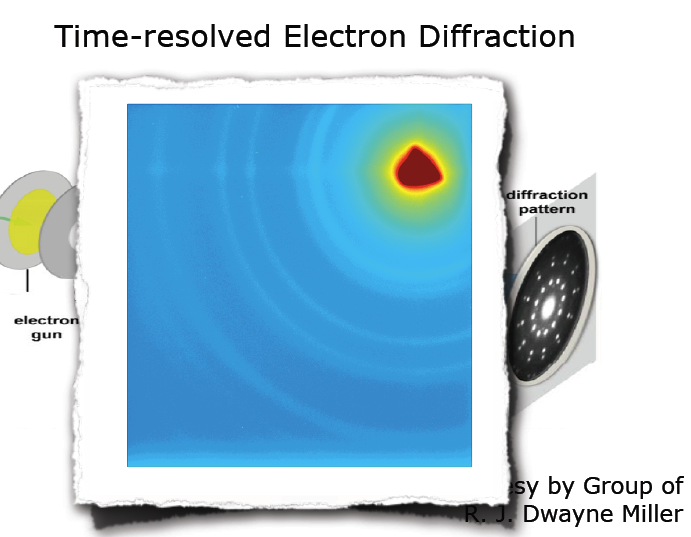 Time-resolved Electron Diffraction
diffraction
pattern
electron
gun
esy by Group of
R. J. Dwayne Miller